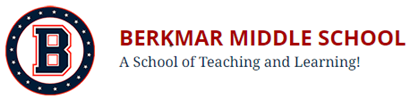 B
BERKMAR MIDDLE SCHOOL
A School of Teaching and Learning!